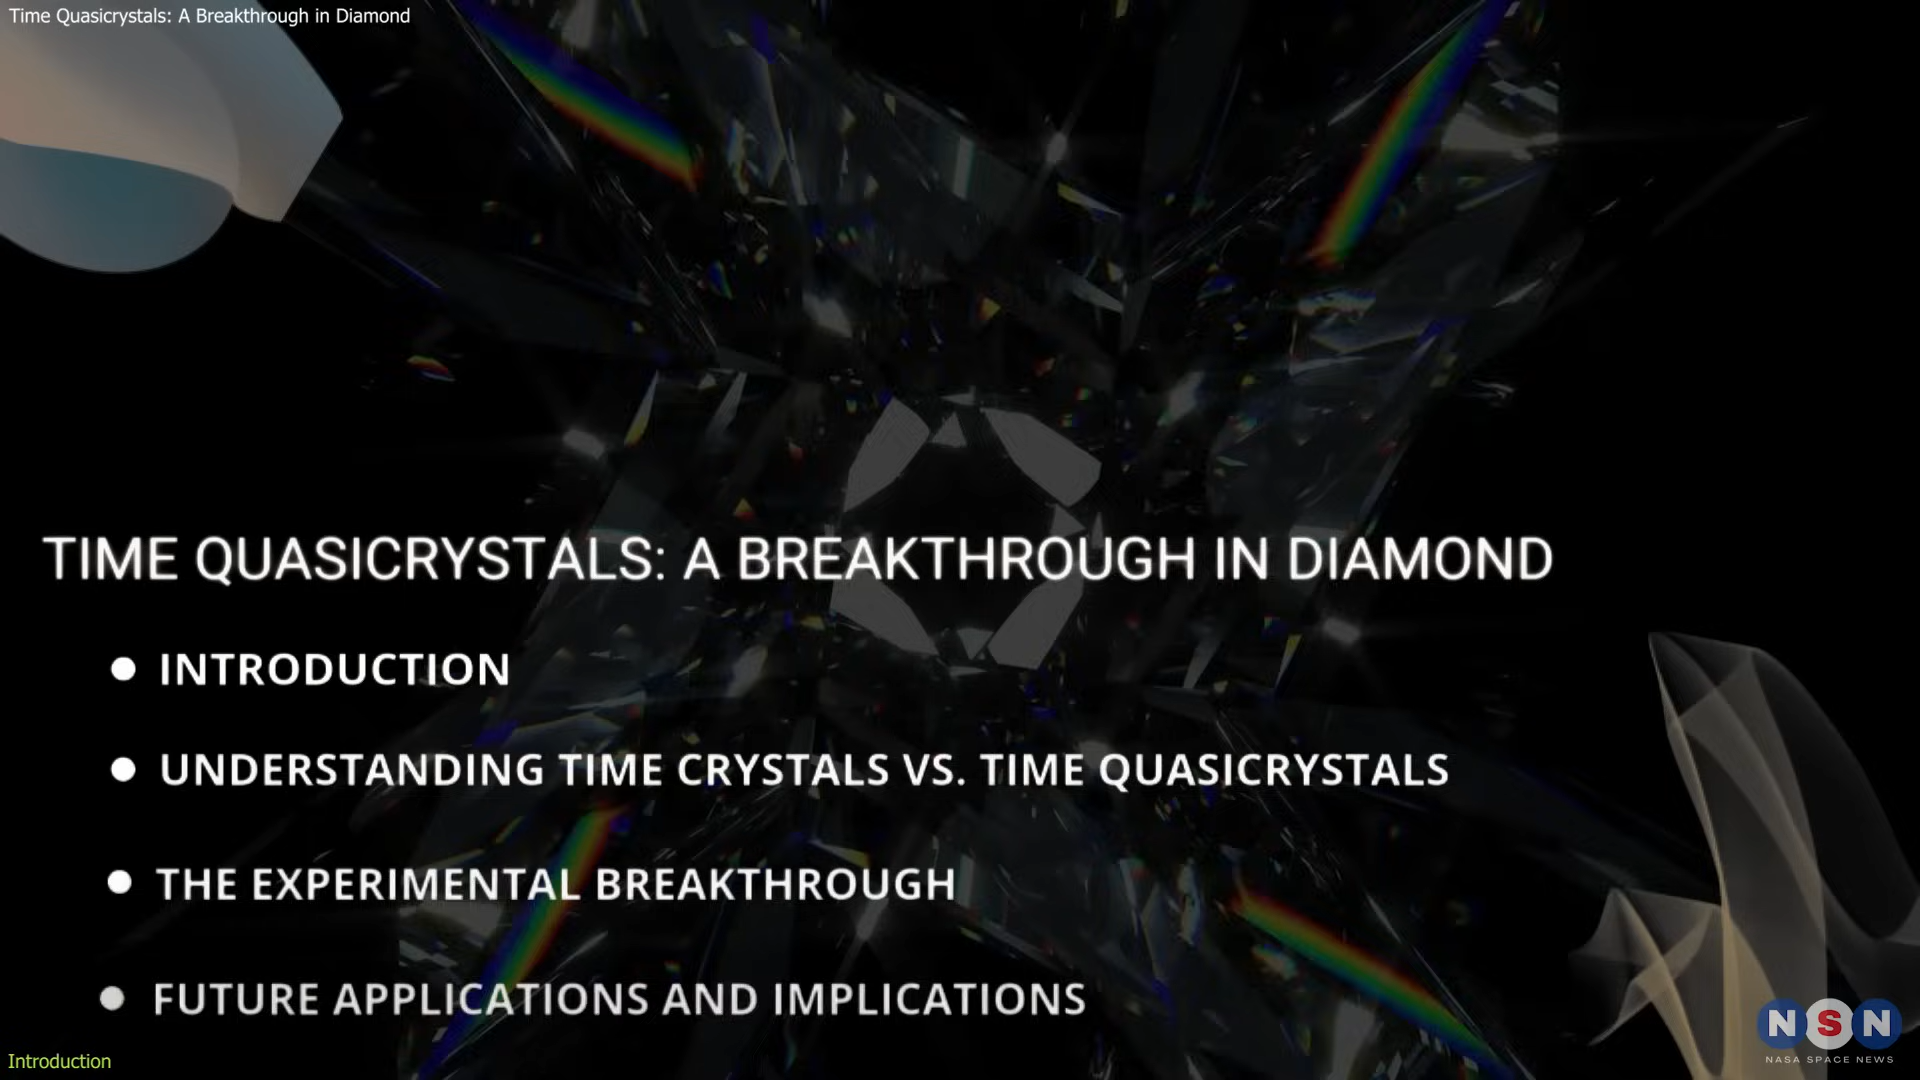 Time Quasicrystals: A Breakthrough in Diamond
TIME QUASICRYSTALS: A BREAKTHROUGH IN DIAMOND
INTRODUCTION
UNDERSTANDING TIME CRYSTALS VS. TIME QUASICRYSTALS
THE EXPERIMENTAL BREAKTHROUGH
FUTURE APPLICATIONS AND IMPLICATIONS
NSN
NASA SPACE NEWS
Introduction